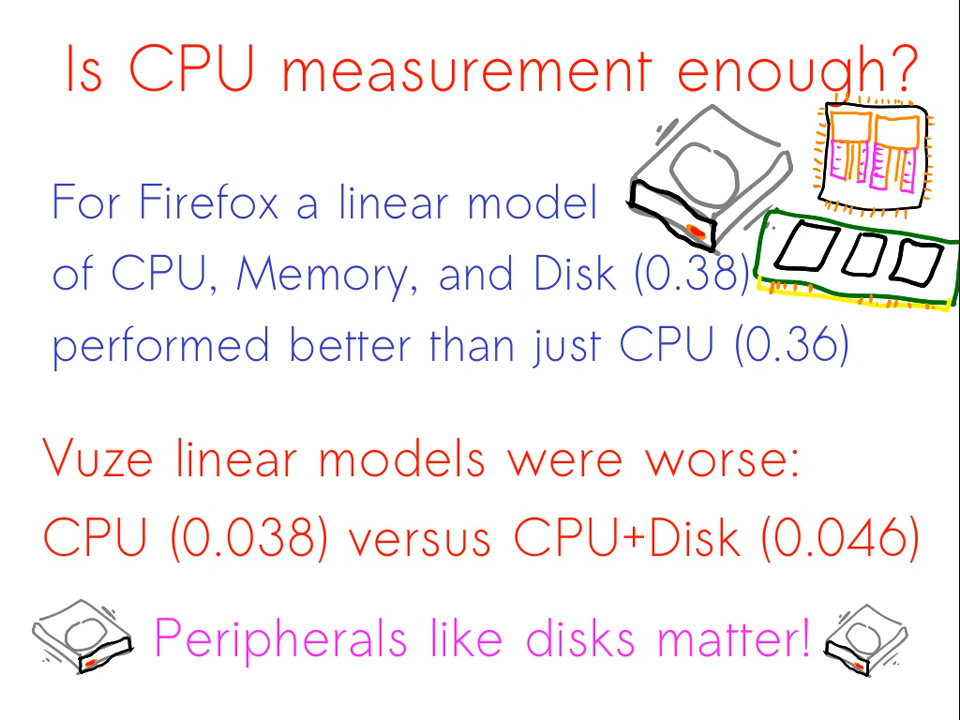 Is CPU measurement enough?
For Firefox a linear model
of CPU, Memory, and Disk (0.38)
performed better than just CPU (0.36)
Vuze linear models were worse:
CPU (0.038) versus CPU+Disk (0.046)
Peripherals like disks matter!